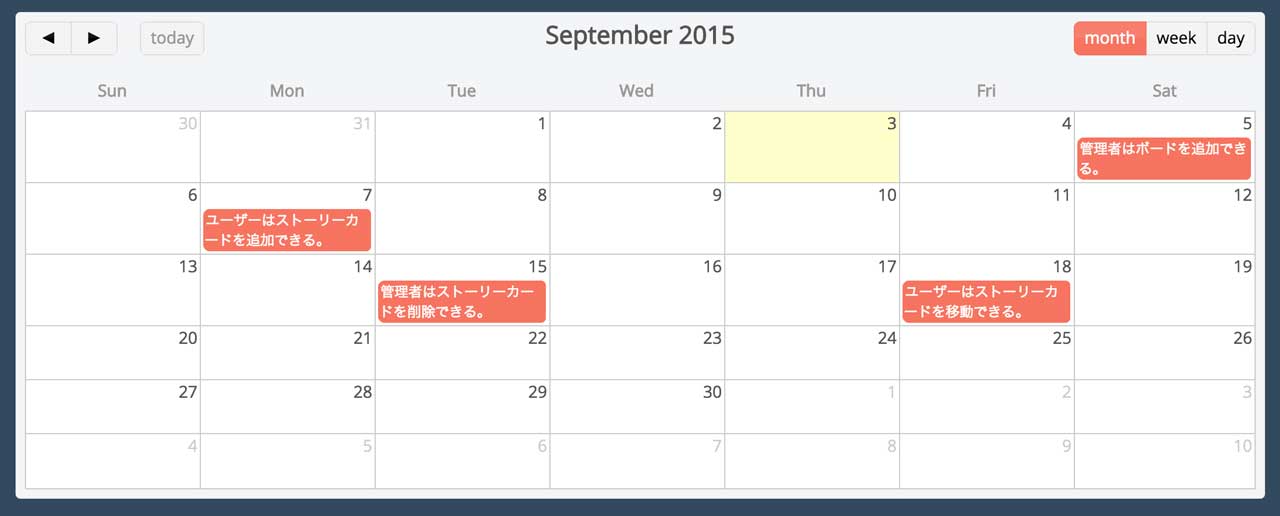 ◀ ▶ today September 2015 month week day
Sun Mon Tue Wed Thu Fri Sat
30 31 1 2 3 4 5
管理者はボードを追加でき
る。
6 7 8 9 10 11 12
ユーザーはストーリーカ
ードを追加できる。
13 14 15 16 17 18 19
管理者はストーリーカー
ドを削除できる。
ユーザーはストーリーカ
ードを移動できる。
20 21 22 23 24 25 26
27 28 29 30 1 2 3
4 5 6 7 8 9 10